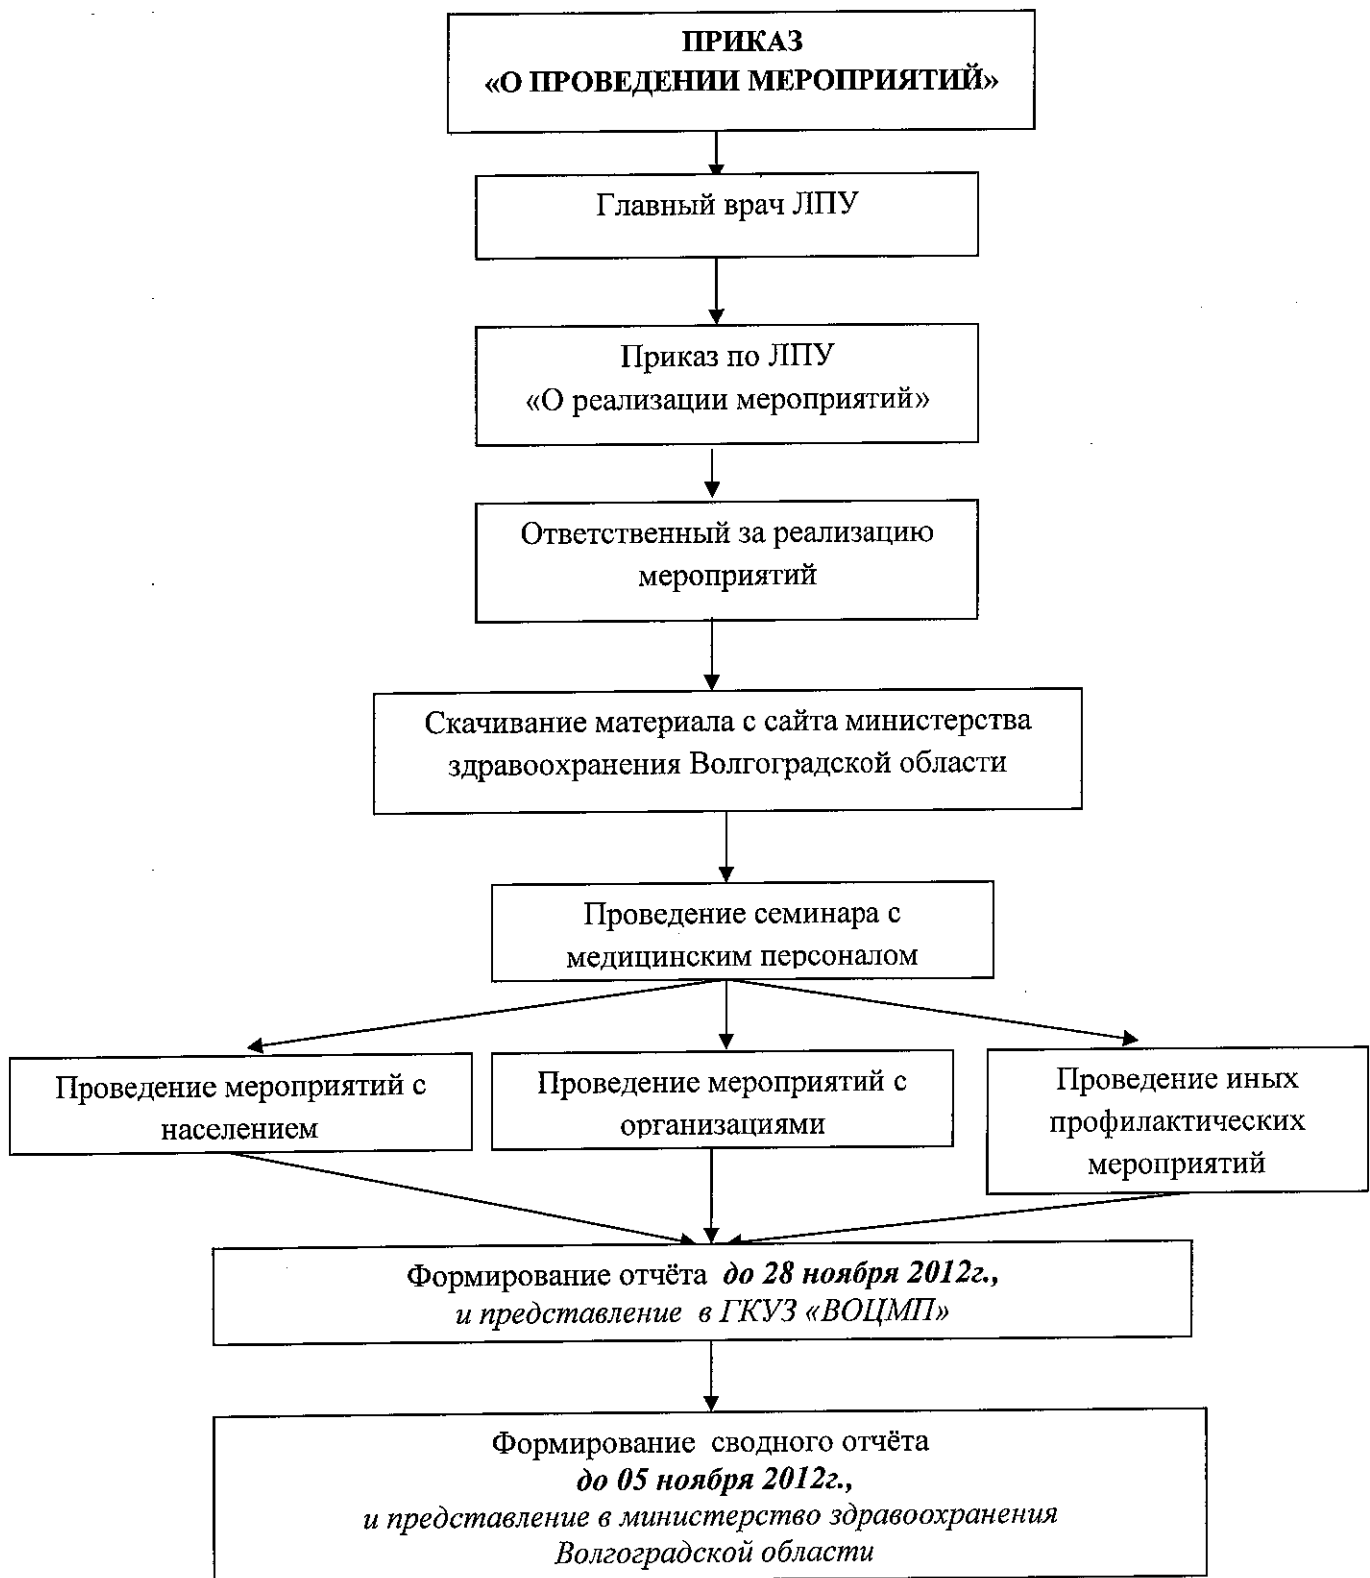 ПРИКАЗ
«О ПРОВЕДЕНИИ МЕРОПРИЯТИЙ»
Главный врач ЛПУ
Приказ по ЛПУ
«О реализации мероприятий»
Ответственный за реализацию
мероприятий
Скачивание материала с сайта министерства
здравоохранения Волгоградской области
Проведение семинара с
медицинским персоналом
Проведение мероприятий с
населением
Проведение мероприятий с
организациями
Проведение иных
профилактических
мероприятий
Формирование отчёта до 28 ноября 2012г.,
и представление в ГКУЗ «ВОЦМП»
Формирование сводного отчёта
до 05 ноября 2012г.,
и представление в министерство здравоохранения
Волгоградской области